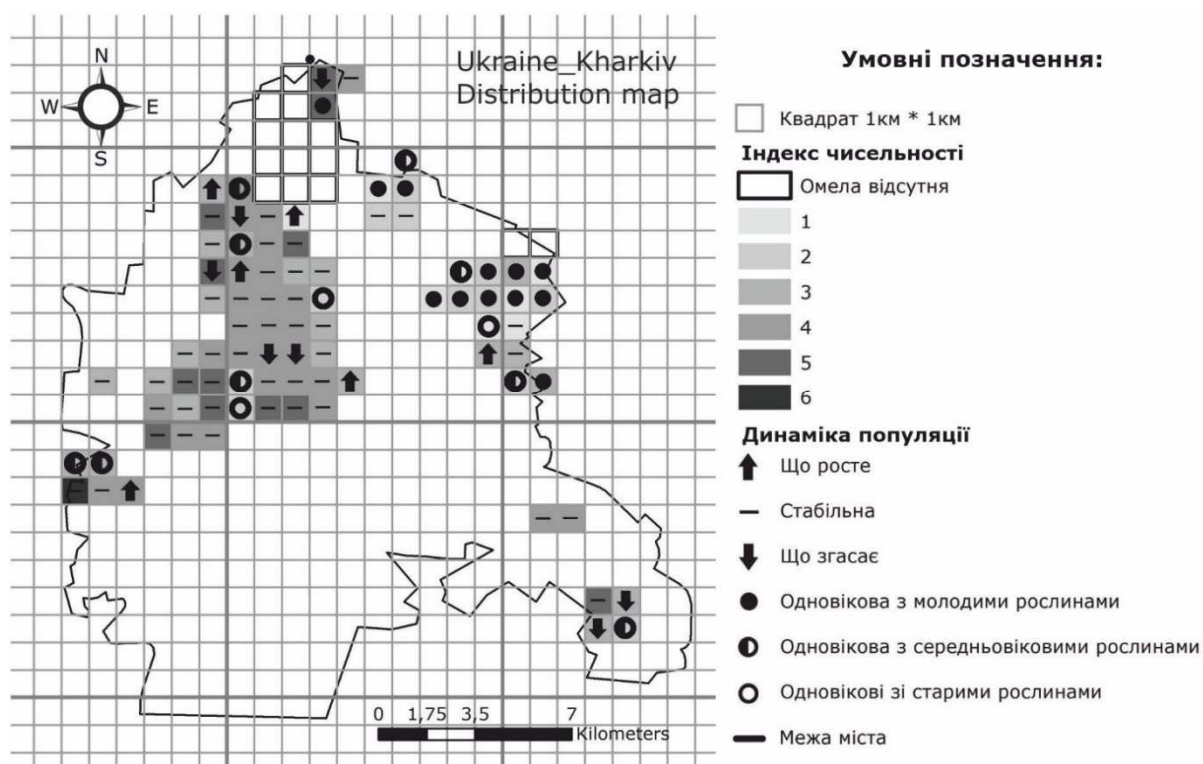 Ukraine_Kharkiv
Distribution map
N
W
E
S
0 1,75 3,5 7
Kilometers
Умовні позначення:
Квадрат 1км * 1км
Індекс чисельності
Омела відсутня
1
2
3
4
5
6
Динаміка популяції
Що росте
Стабільна
Що згасає
Одновікова з молодими рослинами
Одновікова з середньовіковими рослинами
Одновікові зі старими рослинами
Межа міста